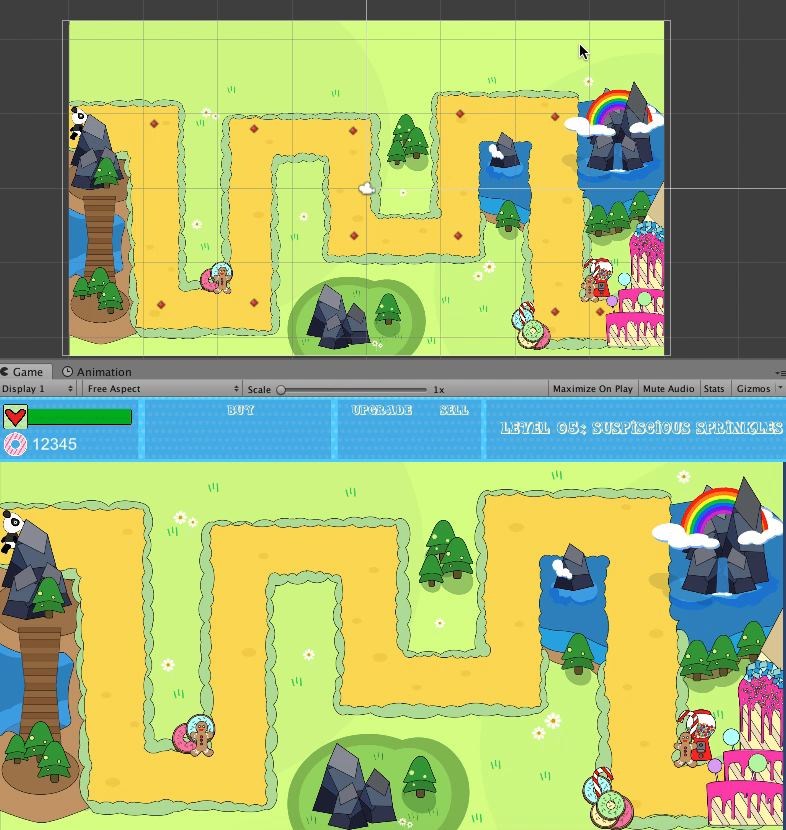 Game Animation
Display 1 Free Aspect Scale 1x Maximize On Play Mute Audio Stats Gizmos
BUY UPGRADE SELL
LEVEL 05: SUSPISCIOUS SPRINKLES
12345